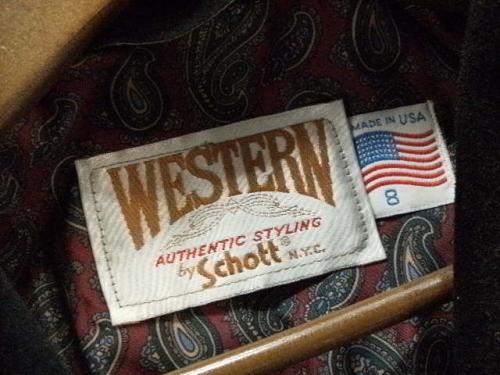 WESTERN
AUTHENTIC STYLING
by Schott® N.Y.C.
MADE IN USA
8